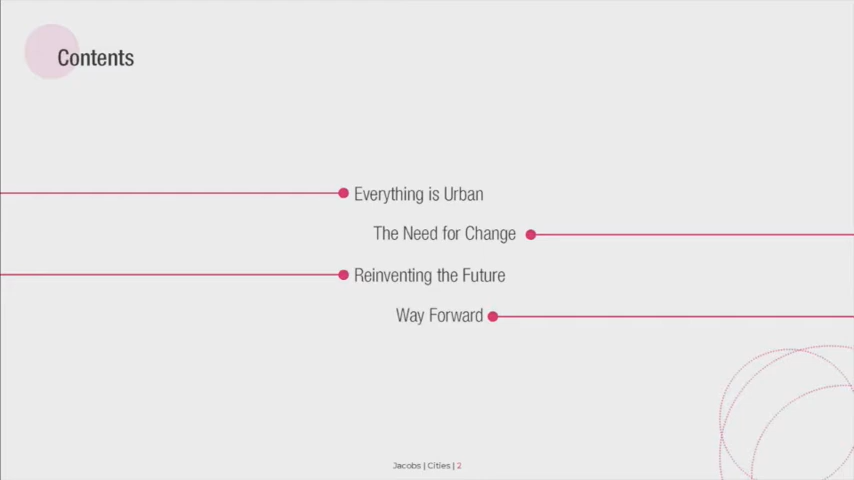 Contents
Everything is Urban
The Need for Change
Reinventing the Future
Way Forward
Jacobs | Cities | 2